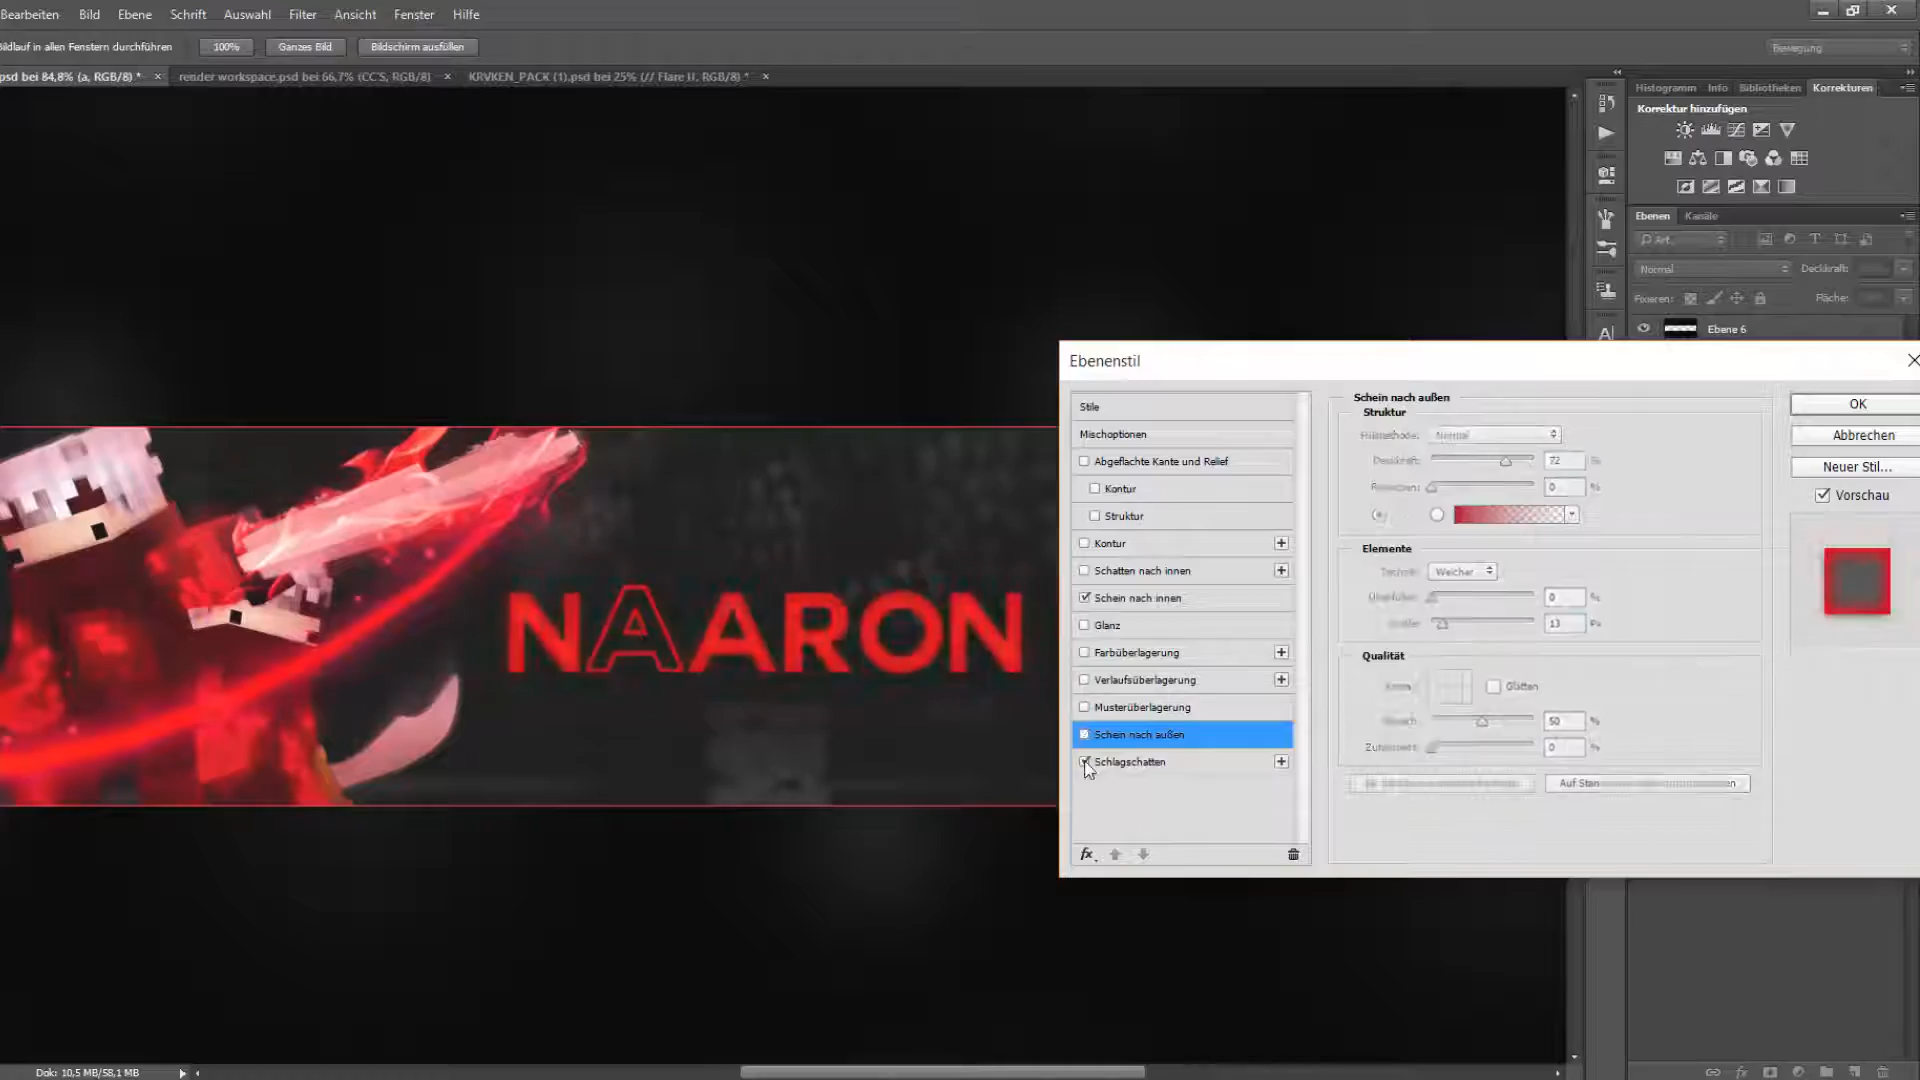 Bearbeiten Bild Ebene Schrift Auswahl Filter Ansicht Fenster Hilfe
Bildlauf in allen Fenstern durchführen 100% Ganzes Bild Bildschirm ausfüllen Bewegung
psd bei 84,8% (a, RGB/8) * × render workspace.psd bei 66,7% (CC'S, RGB/8) × KRVKEN_PACK (1).psd bei 25% (// Flare II, RGB/8) * ×
Histogramm Info Bibliotheken Korrekturen
Korrektur hinzufügen
Ebenen Kanäle
Art
Normal Deckkraft:
Fixieren: Fläche:
Ebene 6
Ebenenstil
Stile
Mischoptionen
Abgeflachte Kante und Relief
Kontur
Struktur
Kontur
Schatten nach innen
Schein nach innen
Glanz
Farbüberlagerung
Verlaufsüberlagerung
Musterüberlagerung
Schein nach außen
Schlagschatten
fx
Schein nach außen
Struktur
Füllmethode: Normal
Deckkraft: 72 %
Rauschen: 0 %
Elemente
Technik: Weicher
Überfüllen: 0 %
Größe: 13 Px
Qualität
Glätten
50 %
0 %
Auf Stan
OK
Abbrechen
Neuer Stil...
Vorschau
NAARON
Dok: 10,5 MB/58,1 MB